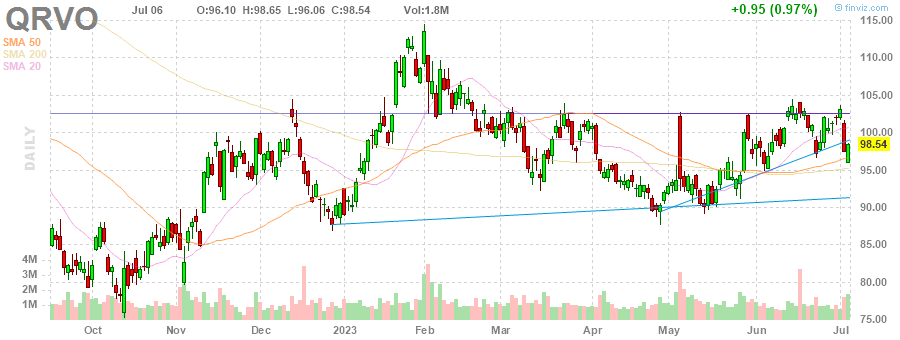 QRVO Jul 06 O:96.10 H:98.65 L:96.06 C:98.54 Vol:1.8M +0.95 (0.97%) © finviz.com
SMA 50
SMA 200
SMA 20
DAILY
115.00
110.00
105.00
100.00
98.54
95.00
90.00
85.00
80.00
75.00
4M
3M
2M
1M
Oct Nov Dec 2023 Feb Mar Apr May Jun Jul